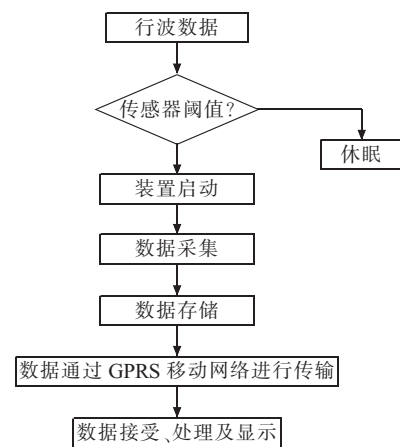 行波数据
传感器阈值?
休眠
装置启动
数据采集
数据存储
数据通过 GPRS 移动网络进行传输
数据接受、处理及显示